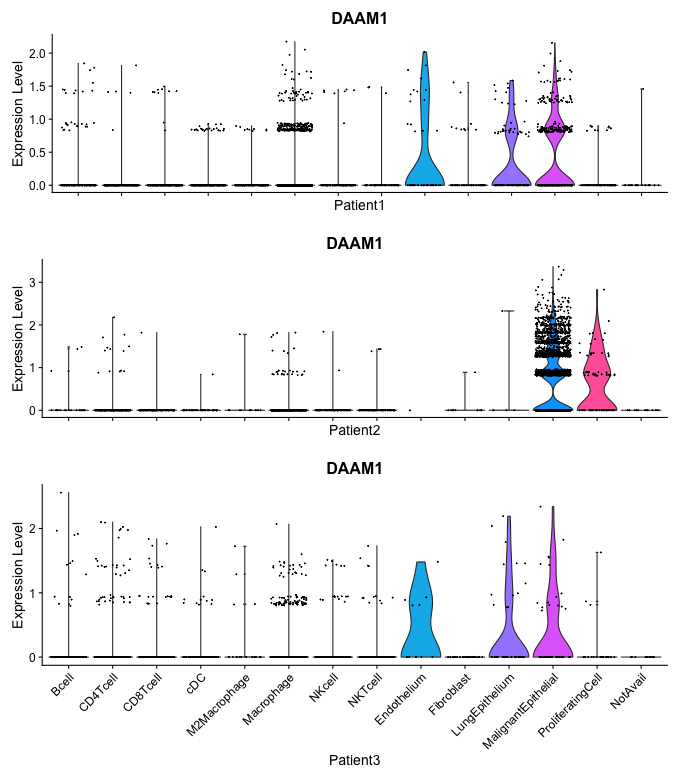 DAAM1
2.0
1.5
1.0
0.5
0.0
Expression Level
Patient1
DAAM1
3
2
1
0
Expression Level
Patient2
DAAM1
2
1
0
Expression Level
Bcell
CD4Tcell
CD8Tcell
cDC
M2Macrophage
Macrophage
NKcell
NKTcell
Endothelium
Fibroblast
LungEpithelium
MalignantEpithelial
ProliferatingCell
NotAvail
Patient3